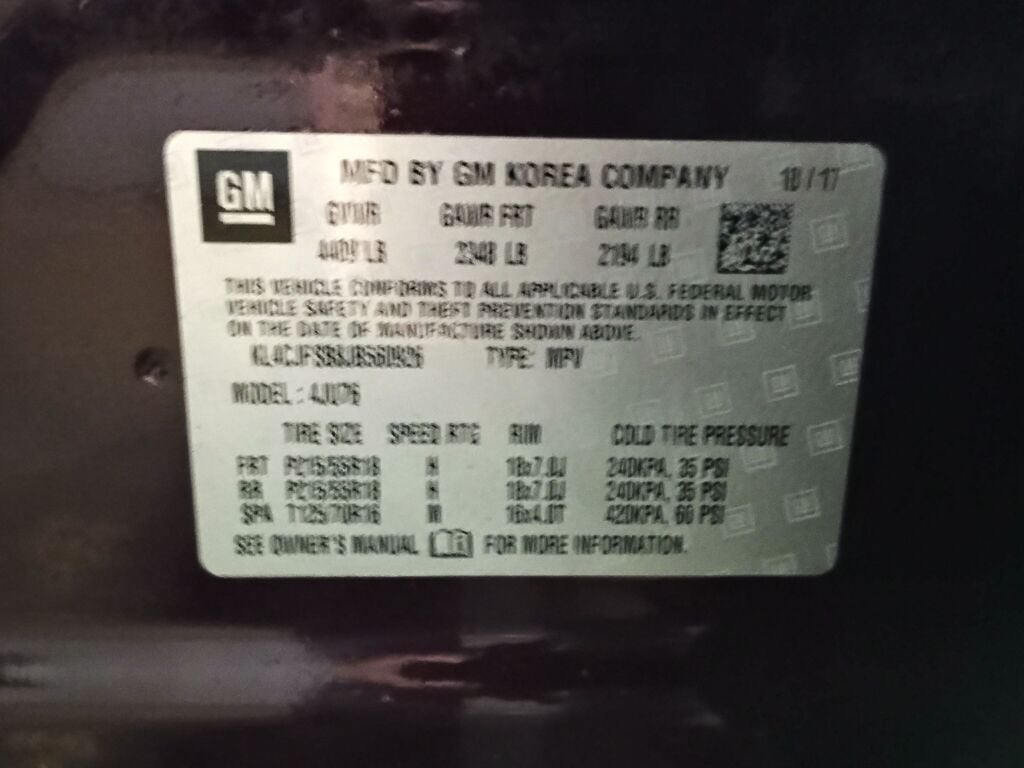 GM
MFD BY GM KOREA COMPANY 10 / 17
GVWR GAWR FRT GAWR RR
LB 2348 LB 2194 LB
THIS VEHICLE CONFORMS TO ALL APPLICABLE U.S. FEDERAL MOTOR
VEHICLE SAFETY AND THEFT PREVENTION STANDARDS IN EFFECT
ON THE DATE OF MANUFACTURE SHOWN ABOVE.
TYPE: MPV
MODEL : 4JU76
TIRE SIZE SPEED RTG RIM COLD TIRE PRESSURE
FRT P215/55R18 H 18x7.0J 240KPA, 35 PSI
RR P215/55R18 H 18x7.0J 240KPA, 35 PSI
SPA T125/70R16 M 16x4.0T 420KPA, 60 PSI
SEE OWNER'S MANUAL FOR MORE INFORMATION.